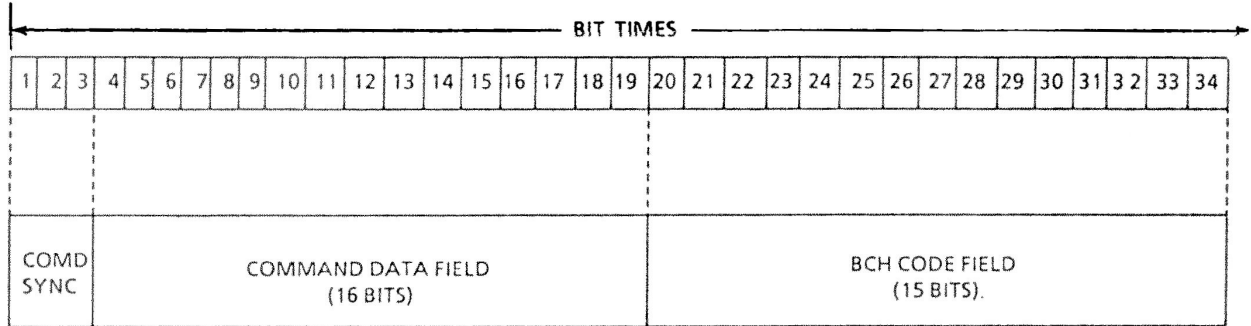 BIT TIMES
1 2 3 4 5 6 7 8 9 10 11 12 13 14 15 16 17 18 19 20 21 22 23 24 25 26 27 28 29 30 31 3 2 33 34
COMD
SYNC
COMMAND DATA FIELD
(16 BITS)
BCH CODE FIELD
(15 BITS).